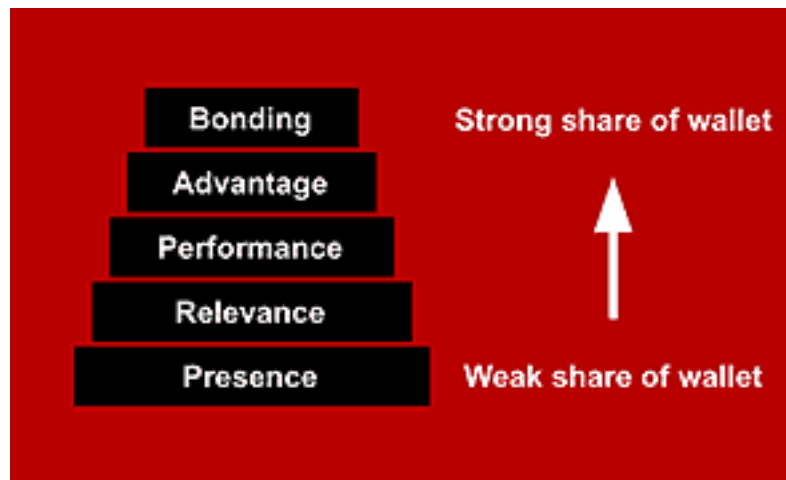 Bonding
Strong share of wallet
Advantage
Performance
Relevance
Presence
Weak share of wallet